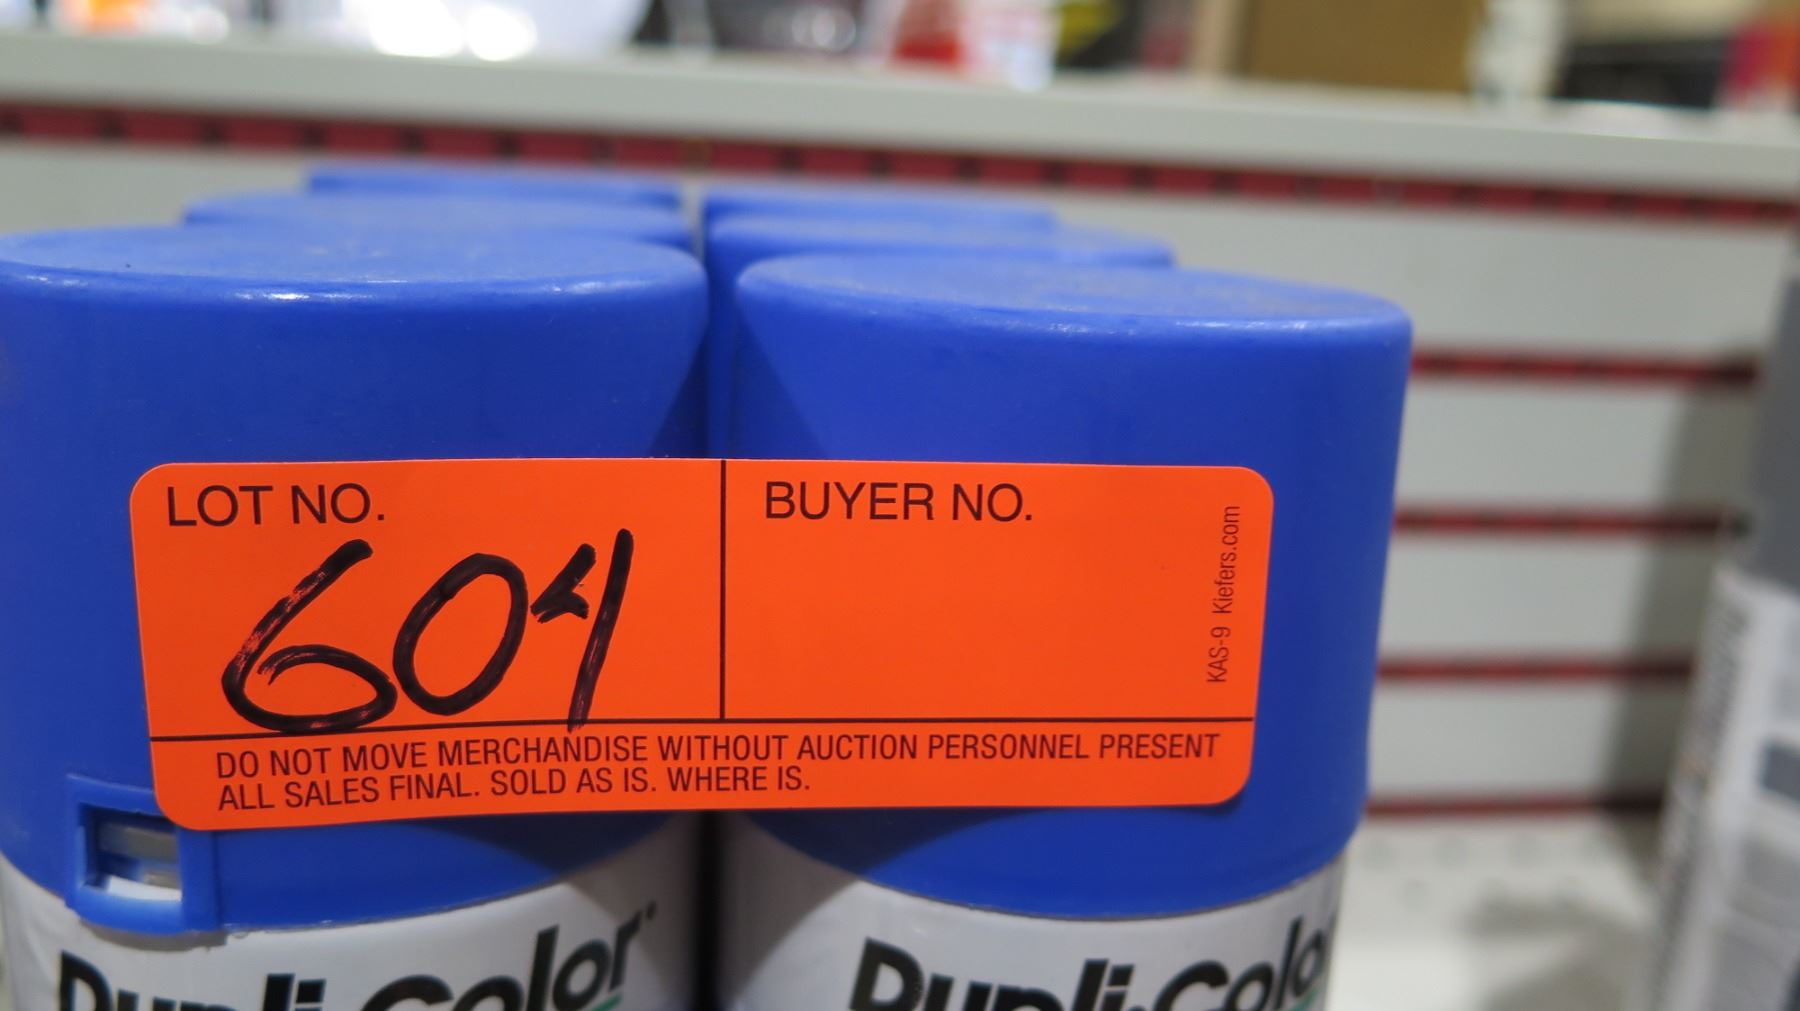 LOT NO.
BUYER NO.
604
KAS-9 Kiefers.com
DO NOT MOVE MERCHANDISE WITHOUT AUCTION PERSONNEL PRESENT
ALL SALES FINAL. SOLD AS IS. WHERE IS.
Dupli-Color
Dupli-Color